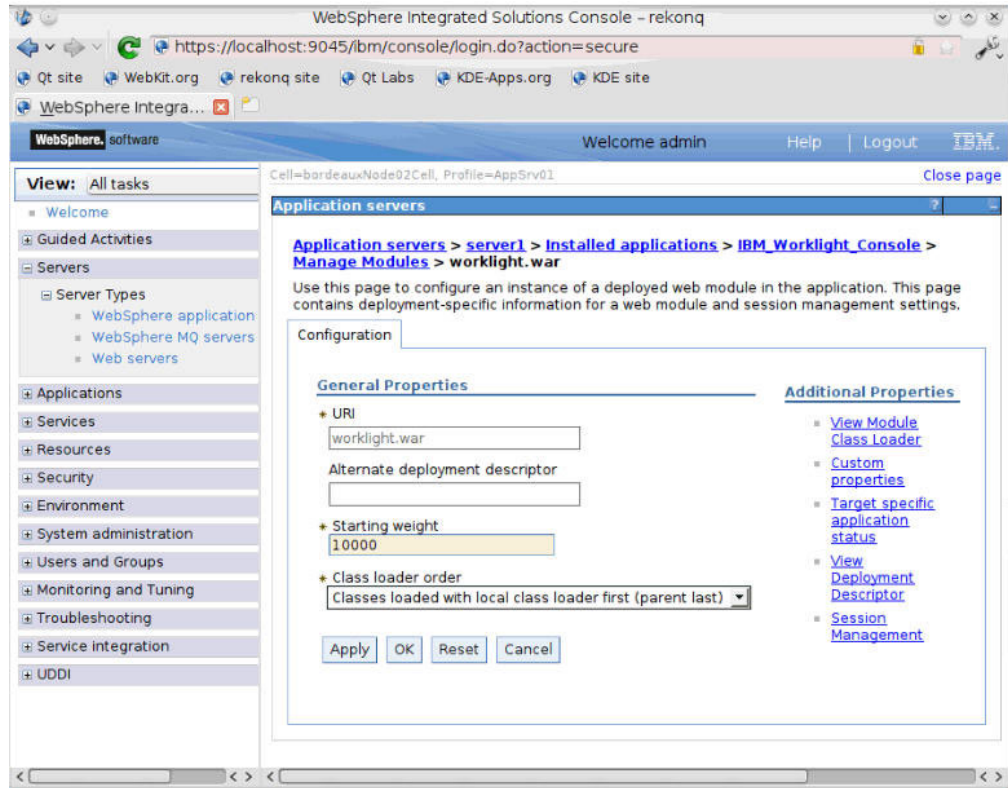 WebSphere Integrated Solutions Console – rekonq
https://localhost:9045/ibm/console/login.do?action=secure
Qt site WebKit.org rekonq site Qt Labs KDE-Apps.org KDE site
WebSphere Integra...
WebSphere. software Welcome admin Help | Logout IBM.
View: All tasks
Welcome
Guided Activities
Servers
Server Types
WebSphere application
WebSphere MQ servers
Web servers
Applications
Services
Resources
Security
Environment
System administration
Users and Groups
Monitoring and Tuning
Troubleshooting
Service integration
UDDI
Cell=bordeauxNode02Cell, Profile=AppSrv01
Close page
Application servers ? -
Application servers > server1 > Installed applications > IBM_Worklight_Console >
Manage Modules > worklight.war
Use this page to configure an instance of a deployed web module in the application. This page
contains deployment-specific information for a web module and session management settings.
Configuration
General Properties
* URI
worklight.war
Alternate deployment descriptor
* Starting weight
10000
* Class loader order
Classes loaded with local class loader first (parent last)
Apply OK Reset Cancel
Additional Properties
View Module
Class Loader
Custom
properties
Target specific
application
status
View
Deployment
Descriptor
Session
Management